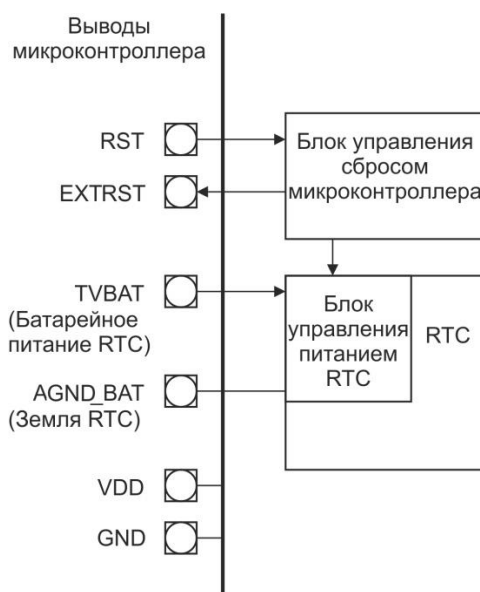 Выводы
микроконтроллера
RST
EXTRST
Блок управления
сбросом
микроконтроллера
TVBAT
(Батарейное
питание RTC)
AGND_BAT
(Земля RTC)
Блок
управления
питанием
RTC
RTC
VDD
GND